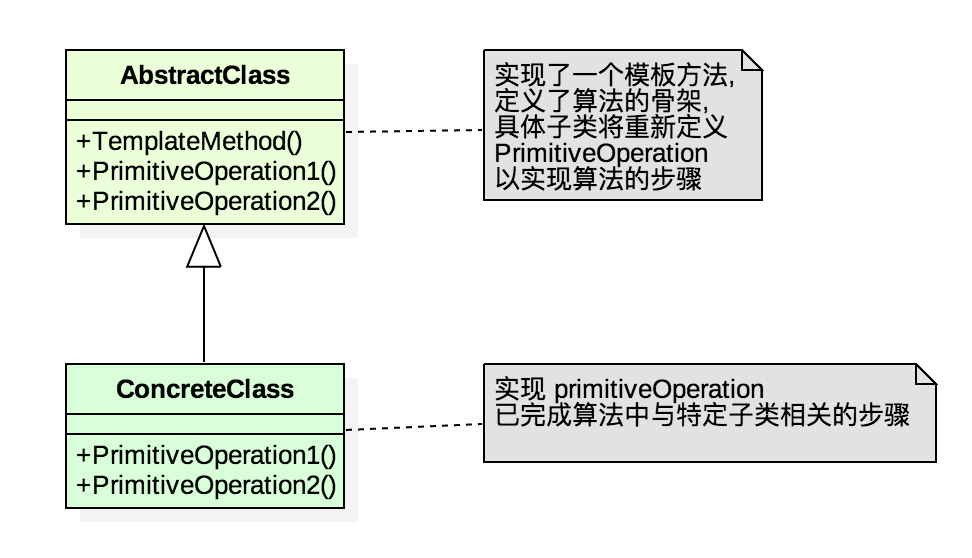 AbstractClass
+TemplateMethod()
+PrimitiveOperation1()
+PrimitiveOperation2()
实现了一个模板方法,
定义了算法的骨架,
具体子类将重新定义
PrimitiveOperation
以实现算法的步骤
ConcreteClass
+PrimitiveOperation1()
+PrimitiveOperation2()
实现 primitiveOperation
已完成算法中与特定子类相关的步骤